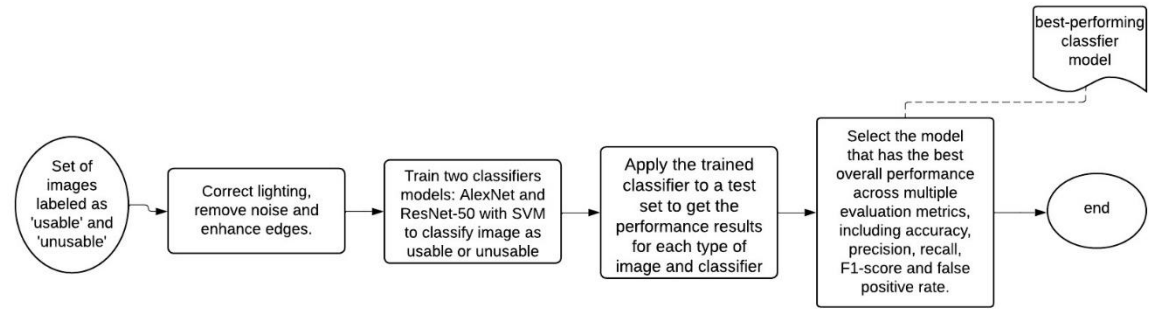 best-performing
classfier
model
Set of
images
labeled as
'usable' and
'unusable'
Correct lighting,
remove noise and
enhance edges.
Train two classifiers
models: AlexNet and
ResNet-50 with SVM
to classify image as
usable or unusable
Apply the trained
classifier to a test
set to get the
performance results
for each type of
image and classifier
Select the model
that has the best
overall performance
across multiple
evaluation metrics,
including accuracy,
precision, recall,
F1-score and false
positive rate.
end